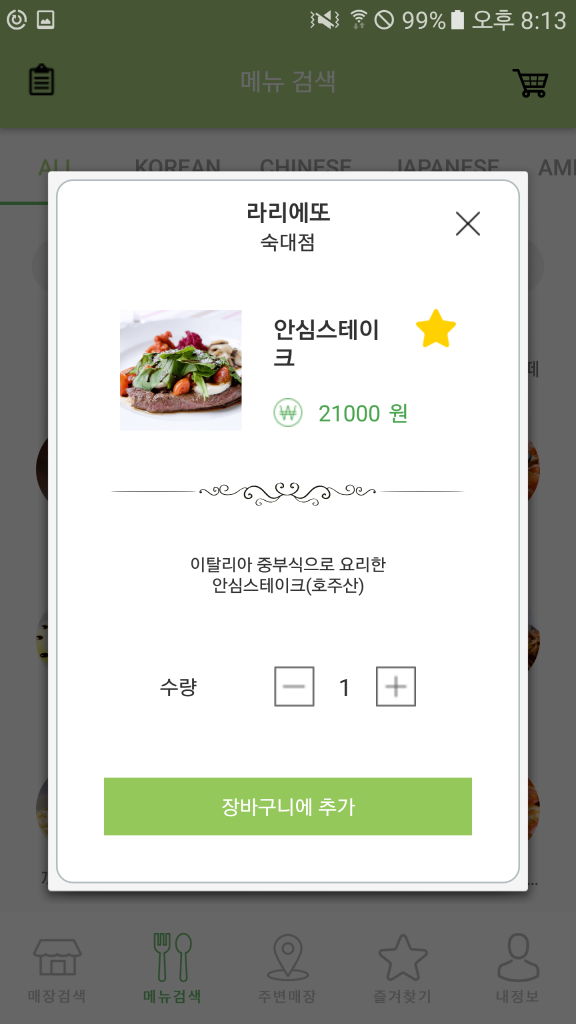 99% 오후 8:13
메뉴 검색
ALL KOREAN CHINESE JAPANESE AM
라리에또
숙대점
안심스테이
크
₩ 21000 원
이탈리아 중부식으로 요리한
안심스테이크(호주산)
수량 1
장바구니에 추가
매장검색 메뉴검색 주변매장 즐겨찾기 내정보